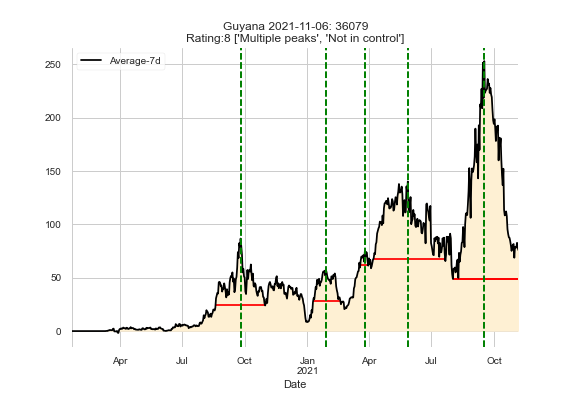 Guyana 2021-11-06: 36079
Rating:8 ['Multiple peaks', 'Not in control']
Average-7d
250
200
150
100
50
0
Apr Jul Oct Jan Apr Jul Oct
2021
Date